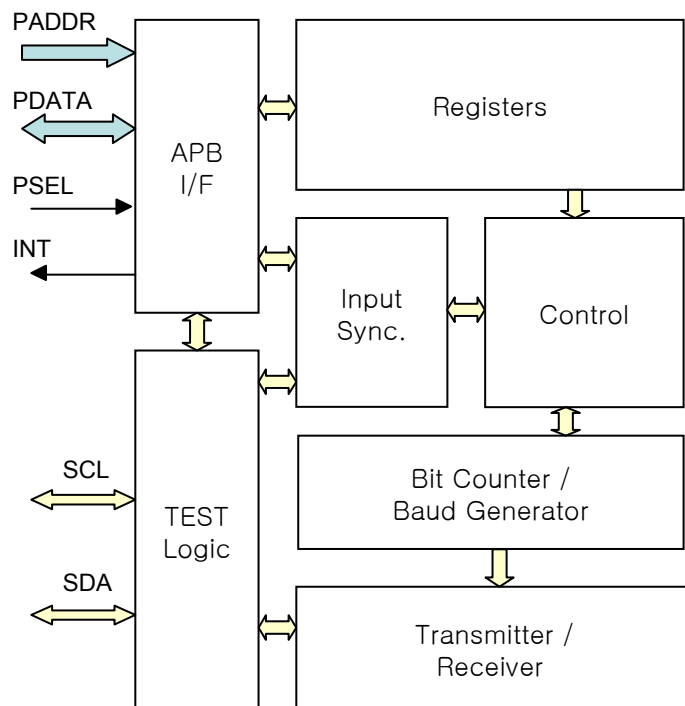 PADDR
PDATA
PSEL
INT
APB
I/F
Registers
Input
Sync.
Control
SCL
SDA
TEST
Logic
Bit Counter /
Baud Generator
Transmitter /
Receiver